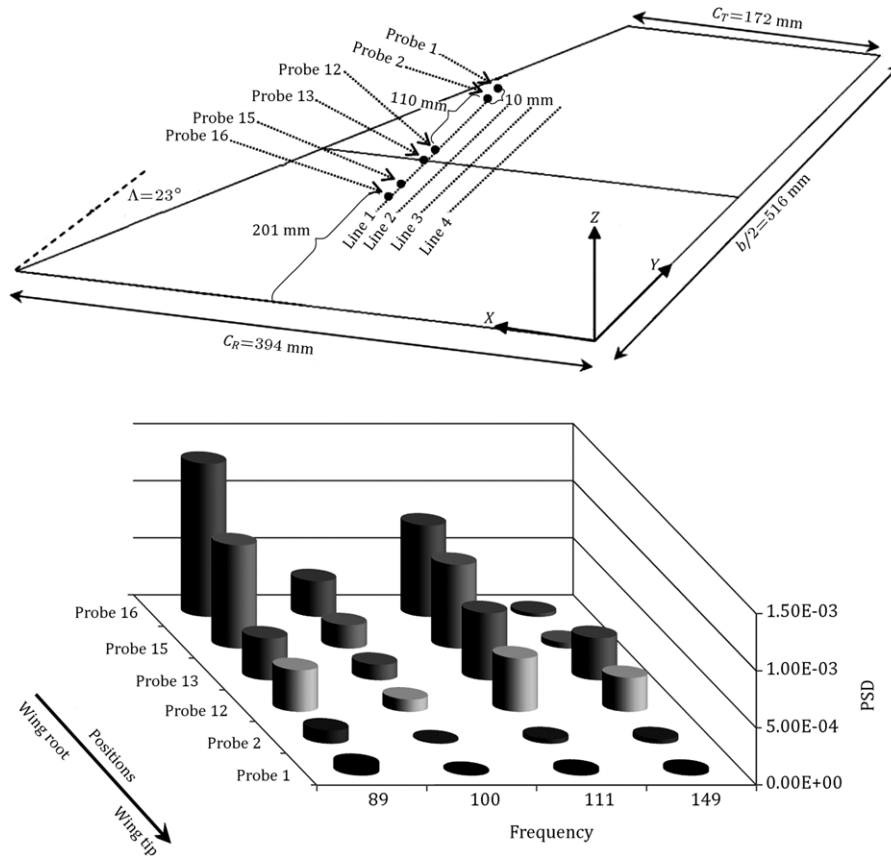 C_T=172 mm
Probe 1
Probe 2
Probe 12
Probe 13
Probe 15
Probe 16
110 mm
10 mm
Λ=23°
201 mm
Line 1
Line 2
Line 3
Line 4
Z
Y
X
b/2=516 mm
C_R=394 mm
Probe 16
Probe 15
Probe 13
Probe 12
Probe 2
Probe 1
1.50E-03
1.00E-03
5.00E-04
0.00E+00
PSD
Wing root
Positions
Wing tip
89 100 111 149
Frequency